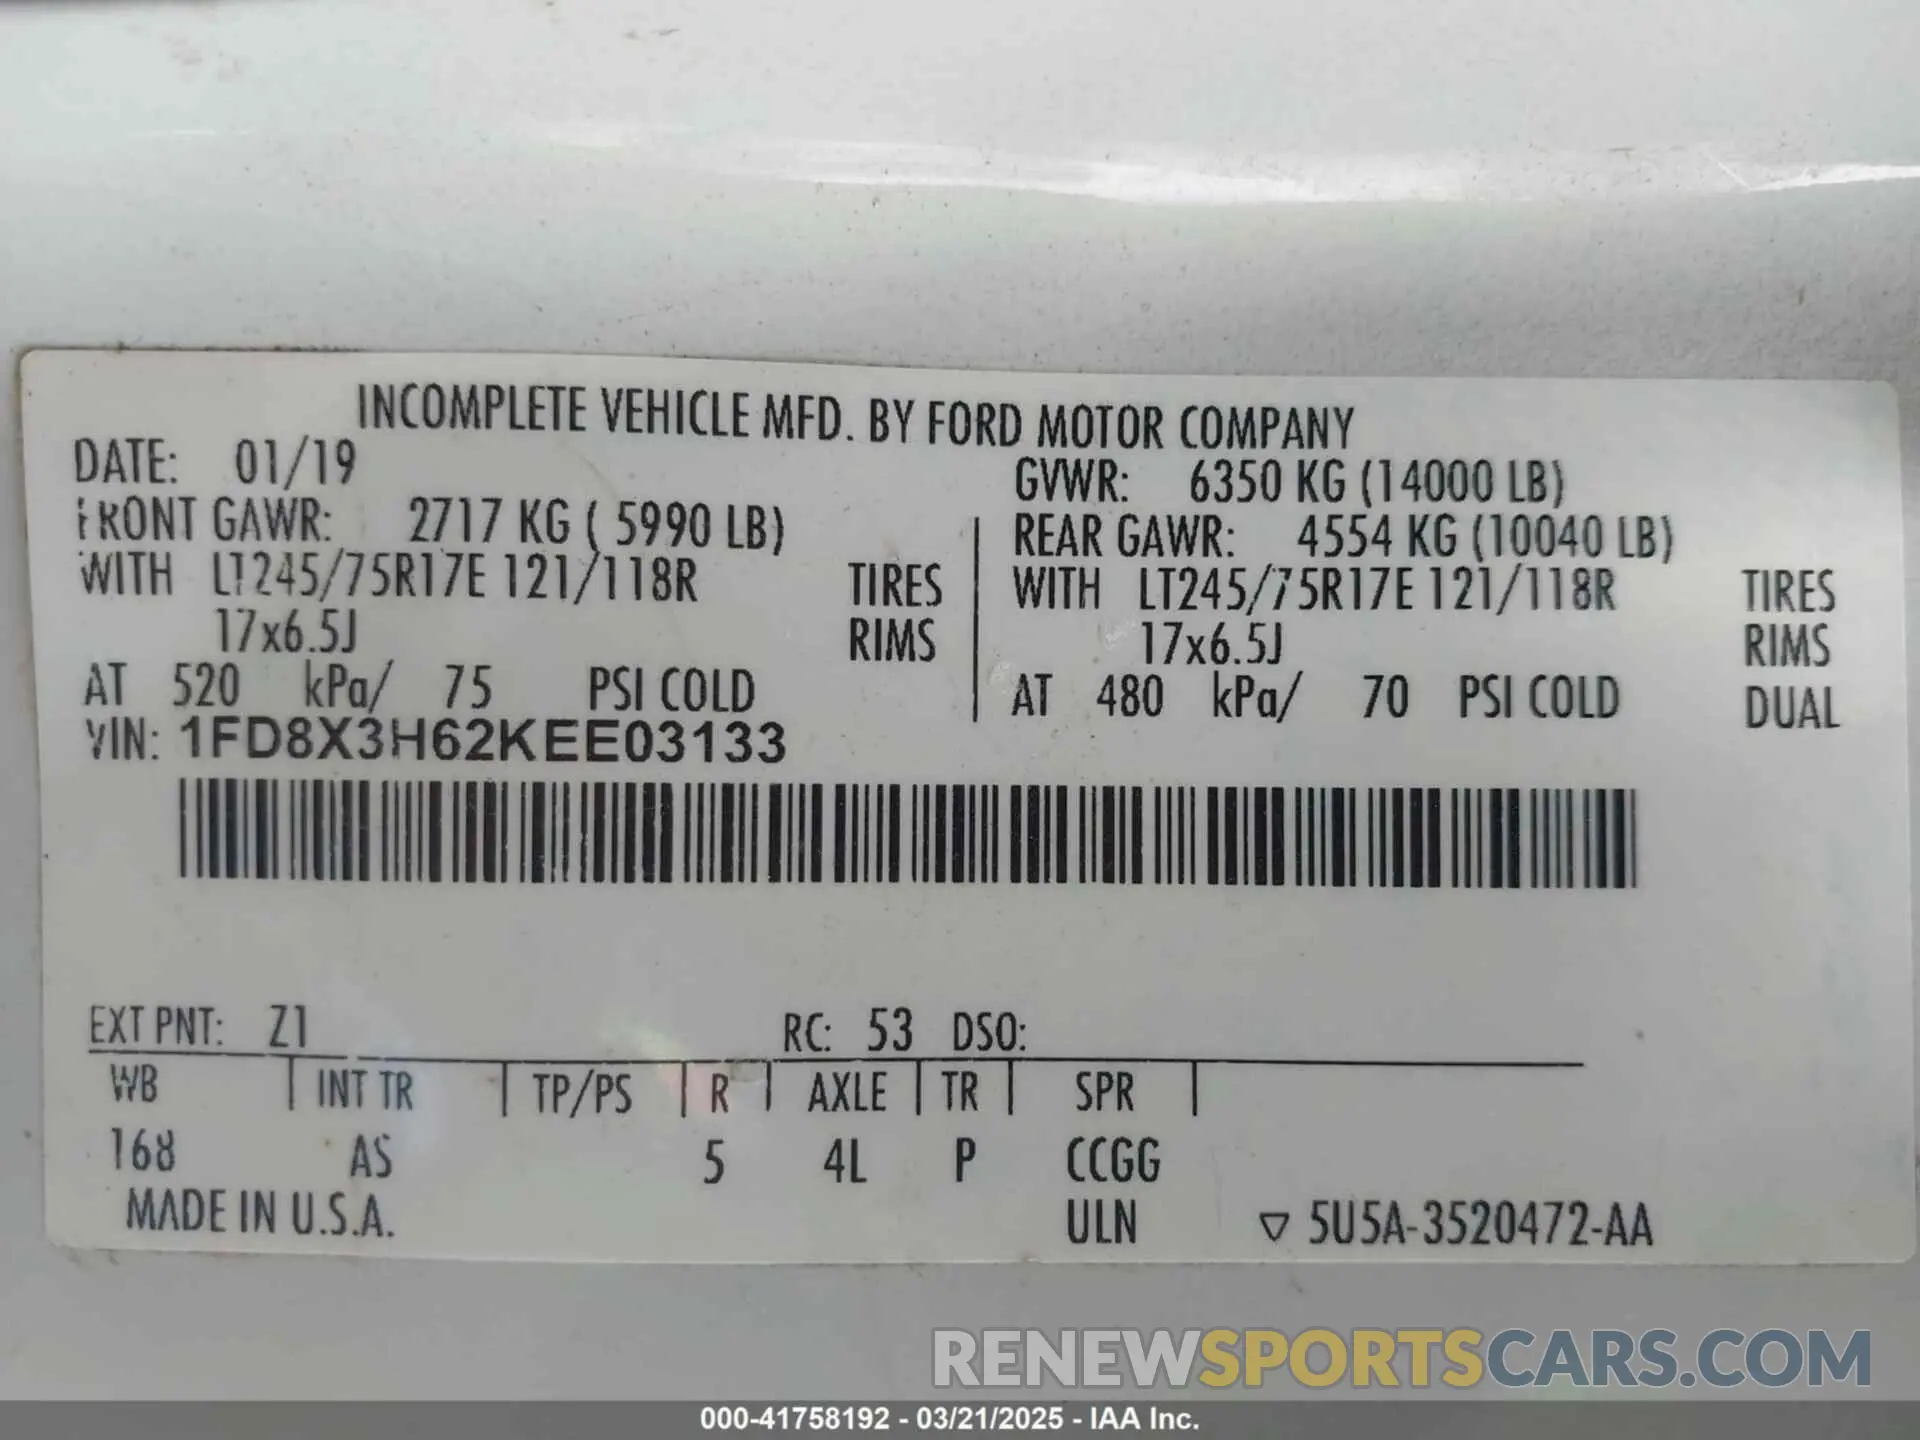 INCOMPLETE VEHICLE MFD. BY FORD MOTOR COMPANY
DATE: 01/19
GVWR: 6350 KG (14000 LB)
FRONT GAWR: 2717 KG ( 5990 LB)
REAR GAWR: 4554 KG (10040 LB)
WITH LT245/75R17E 121/118R TIRES
WITH LT245/75R17E 121/118R TIRES
17x6.5J RIMS
17x6.5J RIMS
AT 520 kPa/ 75 PSI COLD
AT 480 kPa/ 70 PSI COLD DUAL
VIN: 1FD8X3H62KEE03133
EXT PNT: Z1 RC: 53 DSO:
WB INT TR TP/PS R AXLE TR SPR
168 AS 5 4L P CCGG
MADE IN U.S.A. ULN ▽ 5U5A-3520472-AA
RENEWSPORTSCARS.COM
000-41758192 - 03/21/2025 - IAA Inc.